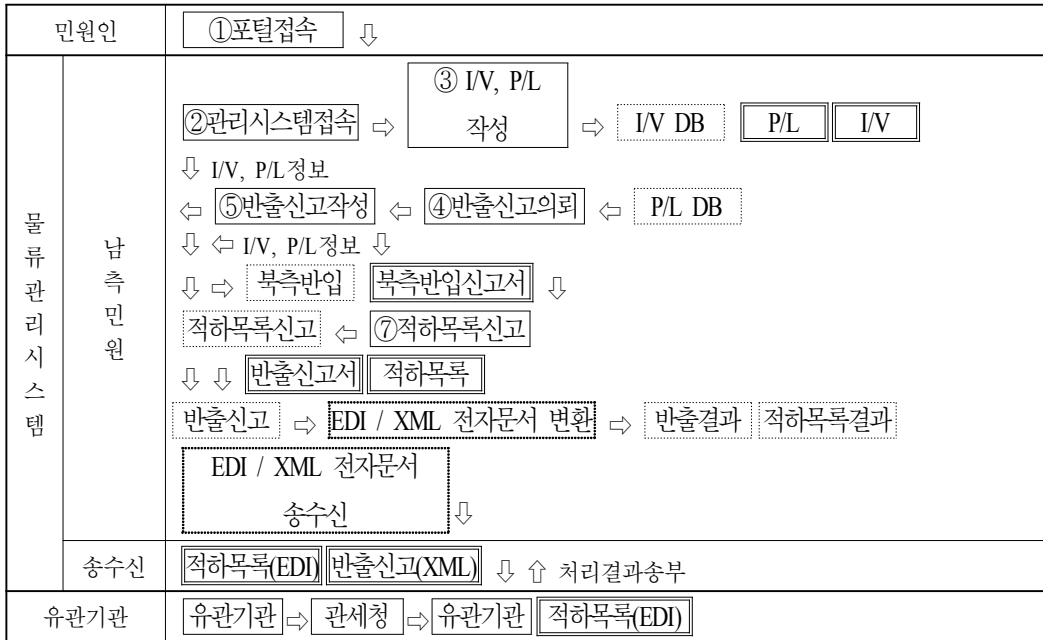 민원인 ①포털접속 ⇩
③ I/V, P/L
작성
②관리시스템접속 ⇨ ⇨ I/V DB P/L I/V
⇩ I/V, P/L정보
⇦ ⑤반출신고작성 ⇦ ④반출신고의뢰 ⇦ P/L DB
⇩ ⇦ I/V, P/L정보 ⇩
⇩ ⇨ 북측반입 북측반입신고서 ⇩
적하목록신고 ⇦ ⑦적하목록신고
⇩ ⇩ 반출신고서 적하목록
반출신고 ⇨ EDI / XML 전자문서 변환 ⇨ 반출결과 적하목록결과
EDI / XML 전자문서
송수신 ⇩
물류관리시스템
남측민원
송수신 적하목록(EDI) 반출신고(XML) ⇩ ⇧ 처리결과송부
유관기관 유관기관 ⇨ 관세청 ⇨ 유관기관 적하목록(EDI)